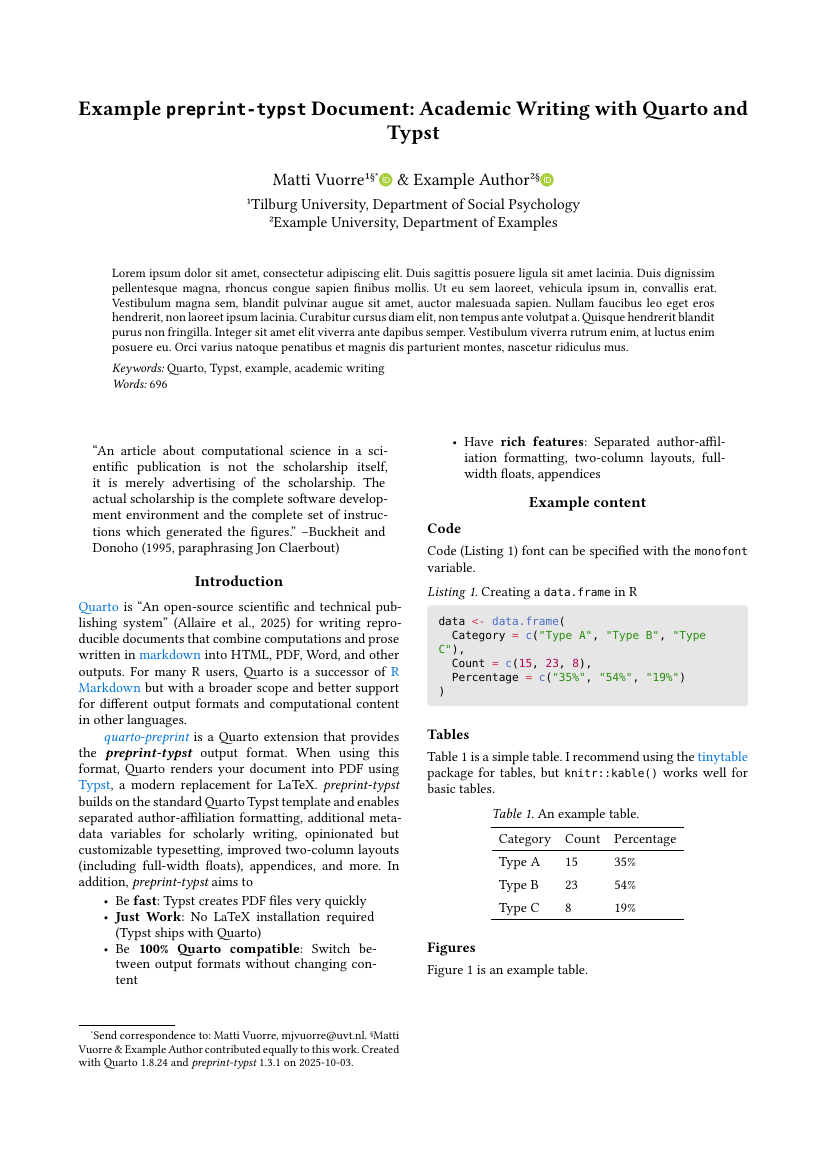 Example preprint-typst Document: Academic Writing with Quarto and
Typst
Matti Vuorre¹§* & Example Author²§
¹Tilburg University, Department of Social Psychology
²Example University, Department of Examples
Lorem ipsum dolor sit amet, consectetur adipiscing elit. Duis sagittis posuere ligula sit amet lacinia. Duis dignissim
pellentesque magna, rhoncus congue sapien finibus mollis. Ut eu sem laoreet, vehicula ipsum in, convallis erat.
Vestibulum magna sem, blandit pulvinar augue sit amet, auctor malesuada sapien. Nullam faucibus leo eget eros
hendrerit, non laoreet ipsum lacinia. Curabitur cursus diam elit, non tempus ante volutpat a. Quisque hendrerit blandit
purus non fringilla. Integer sit amet elit viverra ante dapibus semper. Vestibulum viverra rutrum enim, at luctus enim
posuere eu. Orci varius natoque penatibus et magnis dis parturient montes, nascetur ridiculus mus.
Keywords: Quarto, Typst, example, academic writing
Words: 696
“An article about computational science in a sci-
entific publication is not the scholarship itself,
it is merely advertising of the scholarship. The
actual scholarship is the complete software develop-
ment environment and the complete set of instruc-
tions which generated the figures.” –Buckheit and
Donoho (1995, paraphrasing Jon Claerbout)
Introduction
Quarto is “An open-source scientific and technical pub-
lishing system” (Allaire et al., 2025) for writing repro-
ducible documents that combine computations and prose
written in markdown into HTML, PDF, Word, and other
outputs. For many R users, Quarto is a successor of R
Markdown but with a broader scope and better support
for different output formats and computational content
in other languages.
quarto-preprint is a Quarto extension that provides
the preprint-typst output format. When using this
format, Quarto renders your document into PDF using
Typst, a modern replacement for LaTeX. preprint-typst
builds on the standard Quarto Typst template and enables
separated author-affiliation formatting, additional meta-
data variables for scholarly writing, opinionated but
customizable typesetting, improved two-column layouts
(including full-width floats), appendices, and more. In
addition, preprint-typst aims to
• Be fast: Typst creates PDF files very quickly
• Just Work: No LaTeX installation required
(Typst ships with Quarto)
• Be 100% Quarto compatible: Switch be-
tween output formats without changing con-
tent
*Send correspondence to: Matti Vuorre, mjvuorre@uvt.nl. §Matti
Vuorre & Example Author contributed equally to this work. Created
with Quarto 1.8.24 and preprint-typst 1.3.1 on 2025-10-03.
• Have rich features: Separated author-affil-
iation formatting, two-column layouts, full-
width floats, appendices
Example content
Code
Code (Listing 1) font can be specified with the monofont
variable.
Listing 1. Creating a data.frame in R
data <- data.frame(
  Category = c("Type A", "Type B", "Type
C"),
  Count = c(15, 23, 8),
  Percentage = c("35%", "54%", "19%")
)
Tables
Table 1 is a simple table. I recommend using the tinytable
package for tables, but knitr::kable() works well for
basic tables.
Table 1. An example table.
Category Count Percentage
Type A 15 35%
Type B 23 54%
Type C 8 19%
Figures
Figure 1 is an example table.